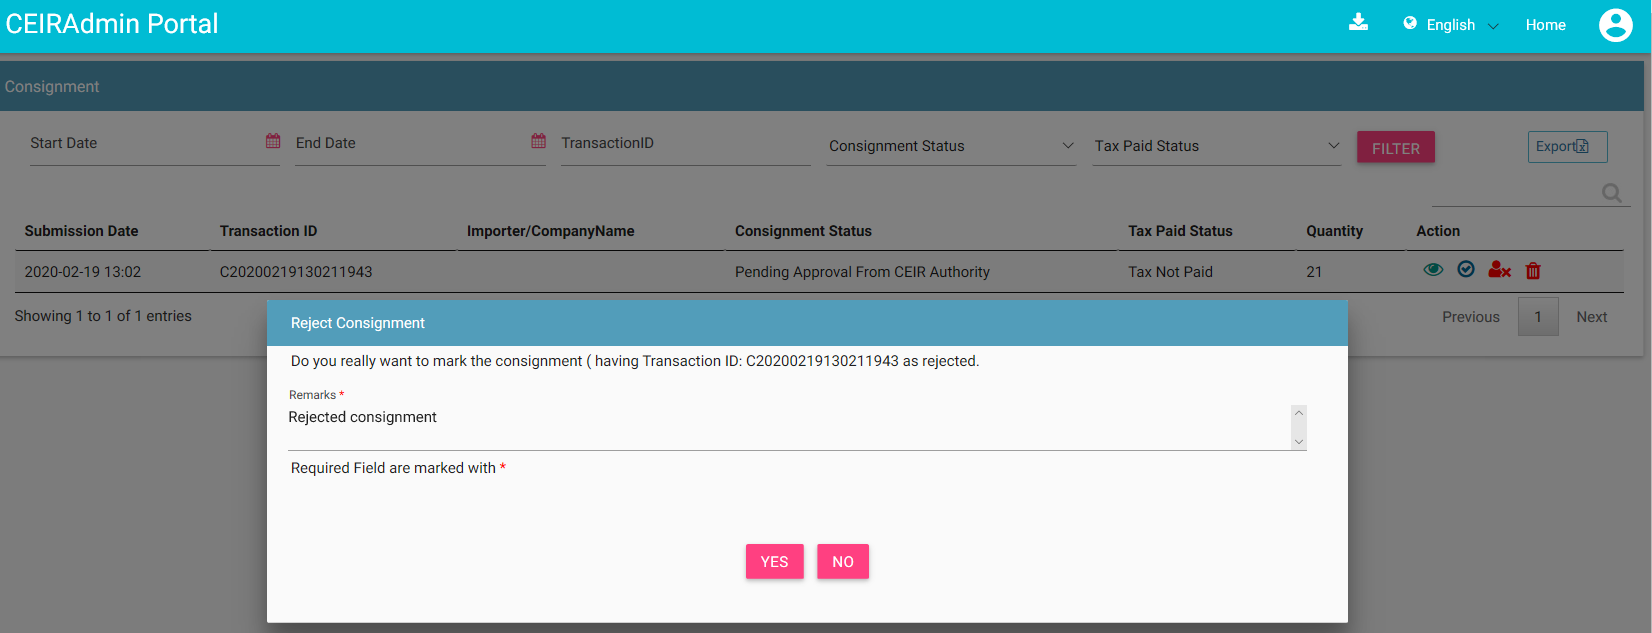 CEIRAdmin Portal English Home
Consignment
Start Date End Date TransactionID Consignment Status Tax Paid Status FILTER Export
Submission Date Transaction ID Importer/CompanyName Consignment Status Tax Paid Status Quantity Action
2020-02-19 13:02 C20200219130211943 Pending Approval From CEIR Authority Tax Not Paid 21
Showing 1 to 1 of 1 entries Previous 1 Next
Reject Consignment
Do you really want to mark the consignment ( having Transaction ID: C20200219130211943 as rejected.
Remarks *
Rejected consignment
Required Field are marked with *
YES NO